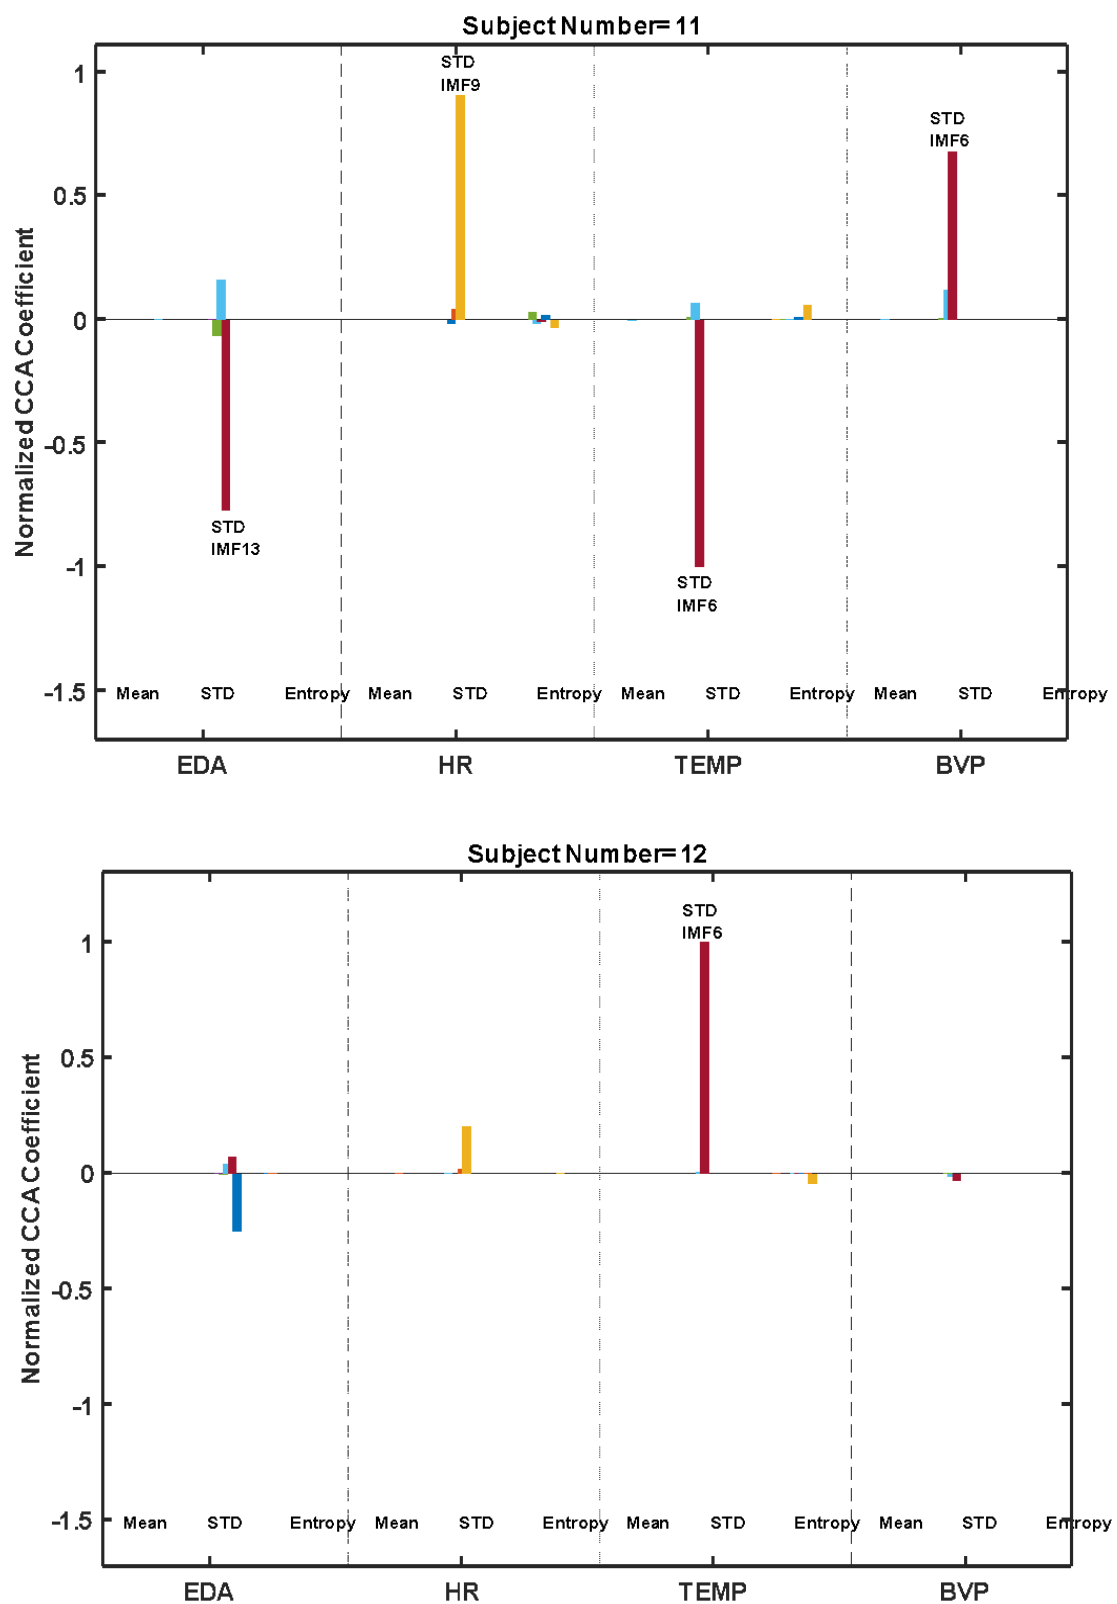 Subject Number= 11
STD
IMF9
STD
IMF6
1
0.5
0
-0.5
-1
-1.5
Normalized CCA Coefficient
STD
IMF13
STD
IMF6
Mean STD Entropy Mean STD Entropy Mean STD Entropy Mean STD Entropy
EDA HR TEMP BVP
Subject Number= 12
STD
IMF6
1
0.5
0
-0.5
-1
-1.5
Normalized CCA Coefficient
Mean STD Entropy Mean STD Entropy Mean STD Entropy Mean STD Entropy
EDA HR TEMP BVP